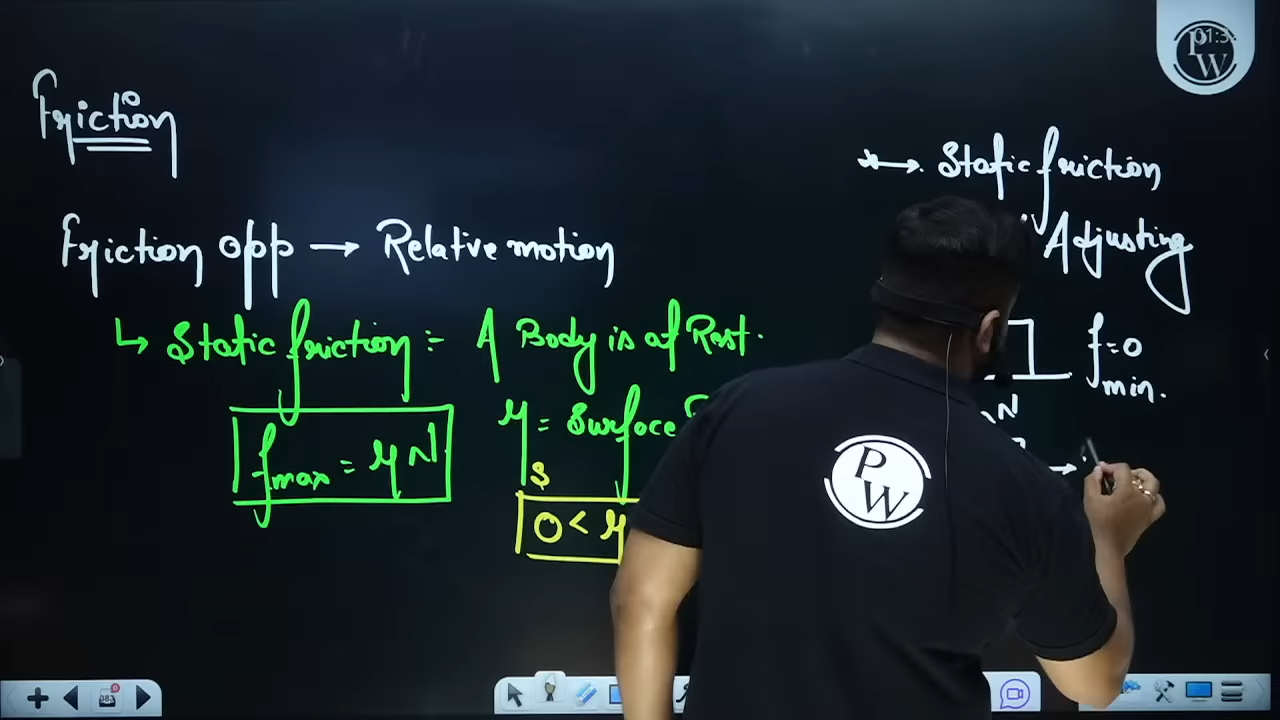 Friction
Friction opp → Relative motion
↳ Static friction := A Body is at Rest.
fmax = μN
μs = Surface
0 < μ
*→. Static friction
Adjusting
f=0
min.
N
PW
PW